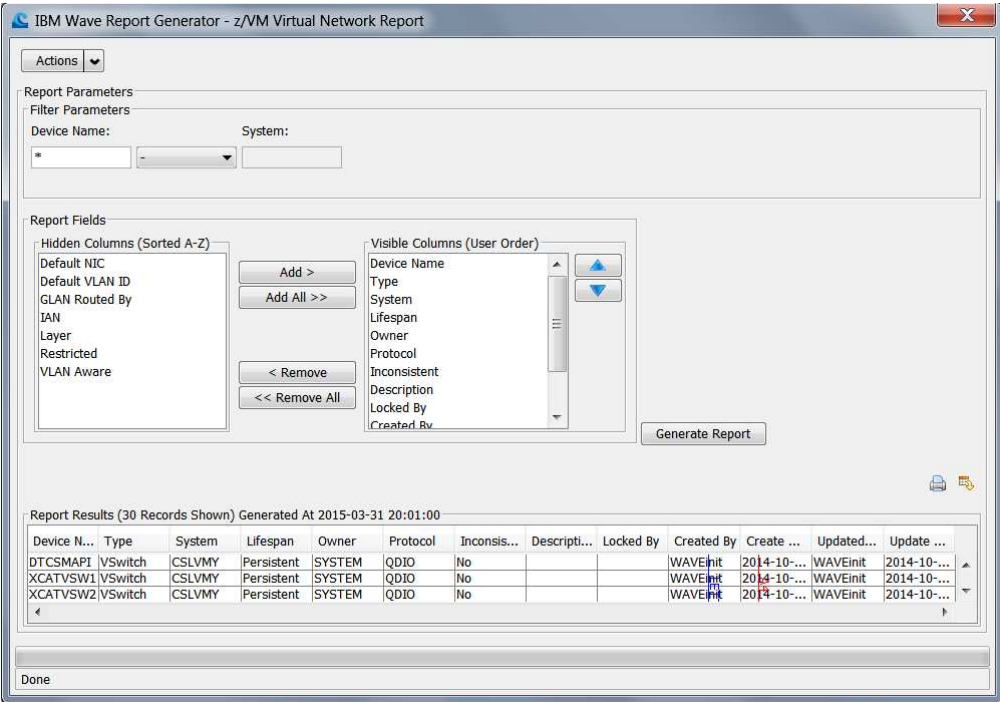 IBM Wave Report Generator - z/VM Virtual Network Report
Actions
Report Parameters
Filter Parameters
Device Name: System:
* -
Report Fields
Hidden Columns (Sorted A-Z) Visible Columns (User Order)
Default NIC
Default VLAN ID
GLAN Routed By
IAN
Layer
Restricted
VLAN Aware
Add >
Add All >>
< Remove
<< Remove All
Device Name
Type
System
Lifespan
Owner
Protocol
Inconsistent
Description
Locked By
Created By
Generate Report
Report Results (30 Records Shown) Generated At 2015-03-31 20:01:00
Device N... Type System Lifespan Owner Protocol Inconsis... Descripti... Locked By Created By Create ... Updated... Update ...
DTCSMAPI VSwitch CSLVMY Persistent SYSTEM QDIO No WAVEinit 2014-10-... WAVEinit 2014-10-...
XCATVSW1 VSwitch CSLVMY Persistent SYSTEM QDIO No WAVEinit 2014-10-... WAVEinit 2014-10-...
XCATVSW2 VSwitch CSLVMY Persistent SYSTEM QDIO No WAVEinit 2014-10-... WAVEinit 2014-10-...
Done